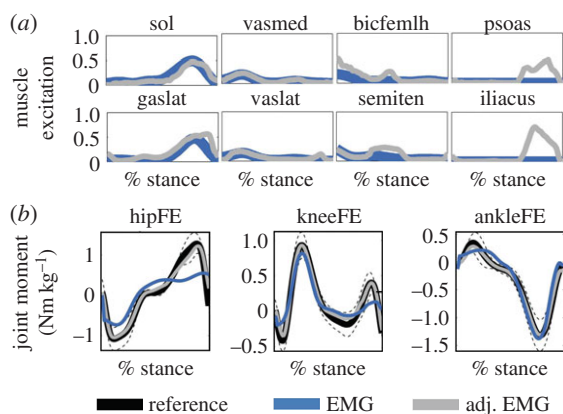 (a) sol vasmed bicfemlh psoas
1.0
0.5
0
gaslat vaslat semiten iliacus
1.0
0.5
0
muscle excitation
% stance % stance % stance % stance
(b) hipFE kneeFE ankleFE
joint moment (Nm kg⁻¹)
1
0
−1
1.0
0.5
0
−0.5
0.5
0
−0.5
−1.0
−1.5
% stance % stance % stance
reference EMG adj. EMG